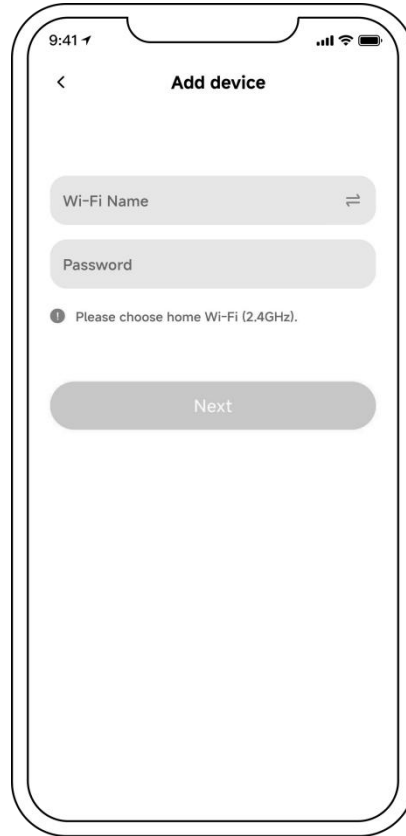 9:41
Add device
Wi-Fi Name
Password
Please choose home Wi-Fi (2.4GHz).
Next